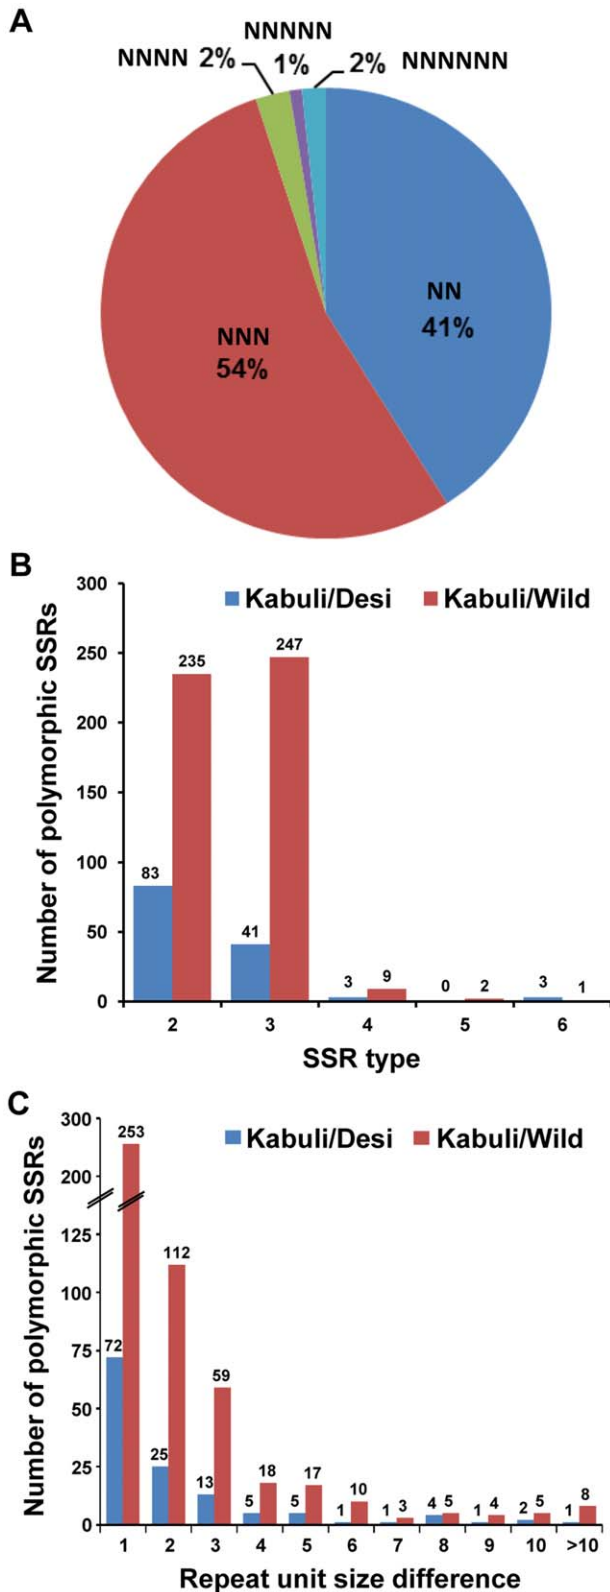 A
NNNNN
NNNN 2% 1% 2% NNNNNN
NN
41%
NNN
54%
B
Number of polymorphic SSRs
300
250
200
150
100
50
0
Kabuli/Desi Kabuli/Wild
83 235 41 247 3 9 0 2 3 1
2 3 4 5 6
SSR type
C
Number of polymorphic SSRs
300
200
125
100
75
50
25
0
Kabuli/Desi Kabuli/Wild
72 253 25 112 13 59 5 18 5 17 1 10 1 3 4 5 1 4 2 5 1 8
1 2 3 4 5 6 7 8 9 10 >10
Repeat unit size difference